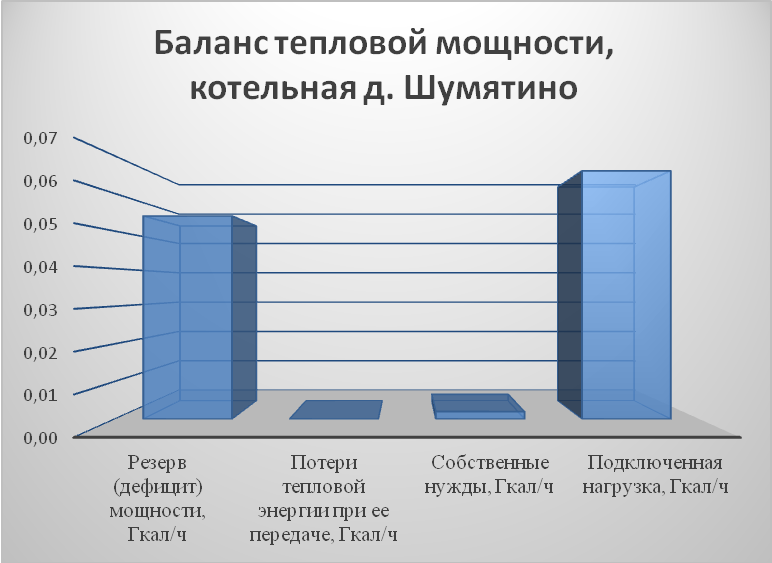 Баланс тепловой мощности,
котельная д. Шумятино
0,07
0,06
0,05
0,04
0,03
0,02
0,01
0,00
Резерв
(дефицит)
мощности,
Гкал/ч
Потери
тепловой
энергии при ее
передаче, Гкал/ч
Собственные
нужды, Гкал/ч
Подключенная
нагрузка, Гкал/ч